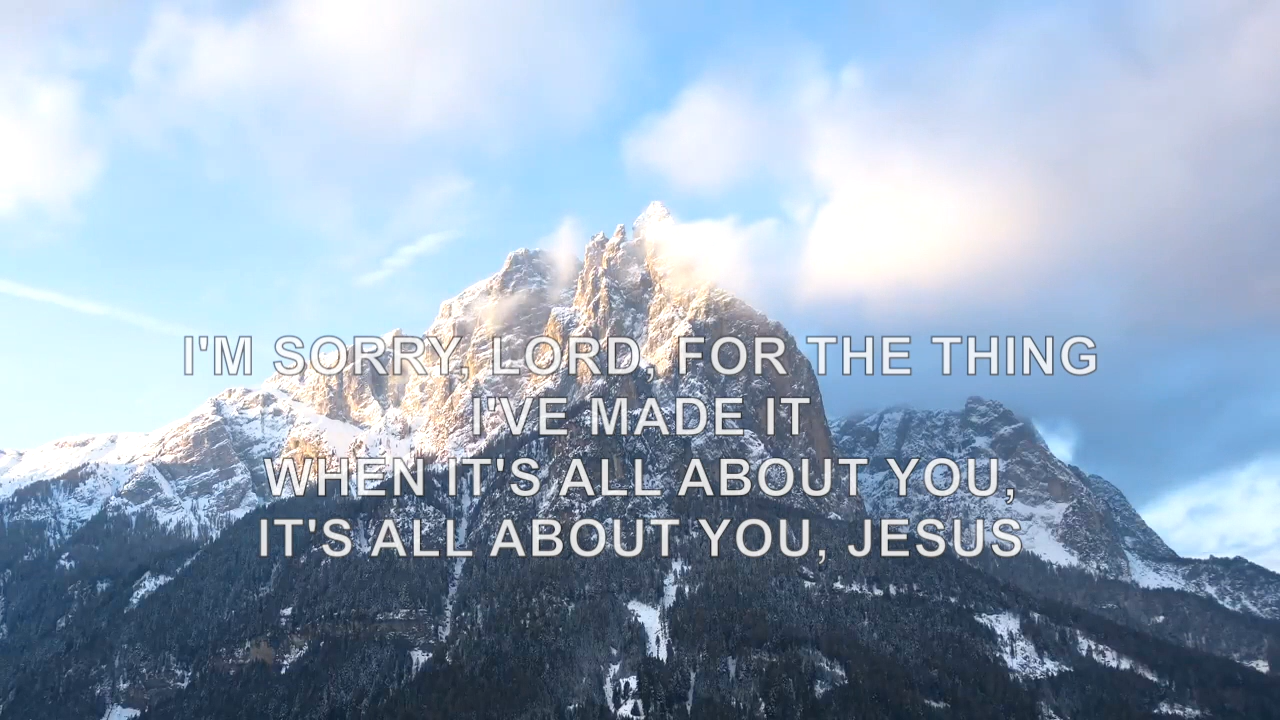 I'M SORRY, LORD, FOR THE THING
I'VE MADE IT
WHEN IT'S ALL ABOUT YOU,
IT'S ALL ABOUT YOU, JESUS